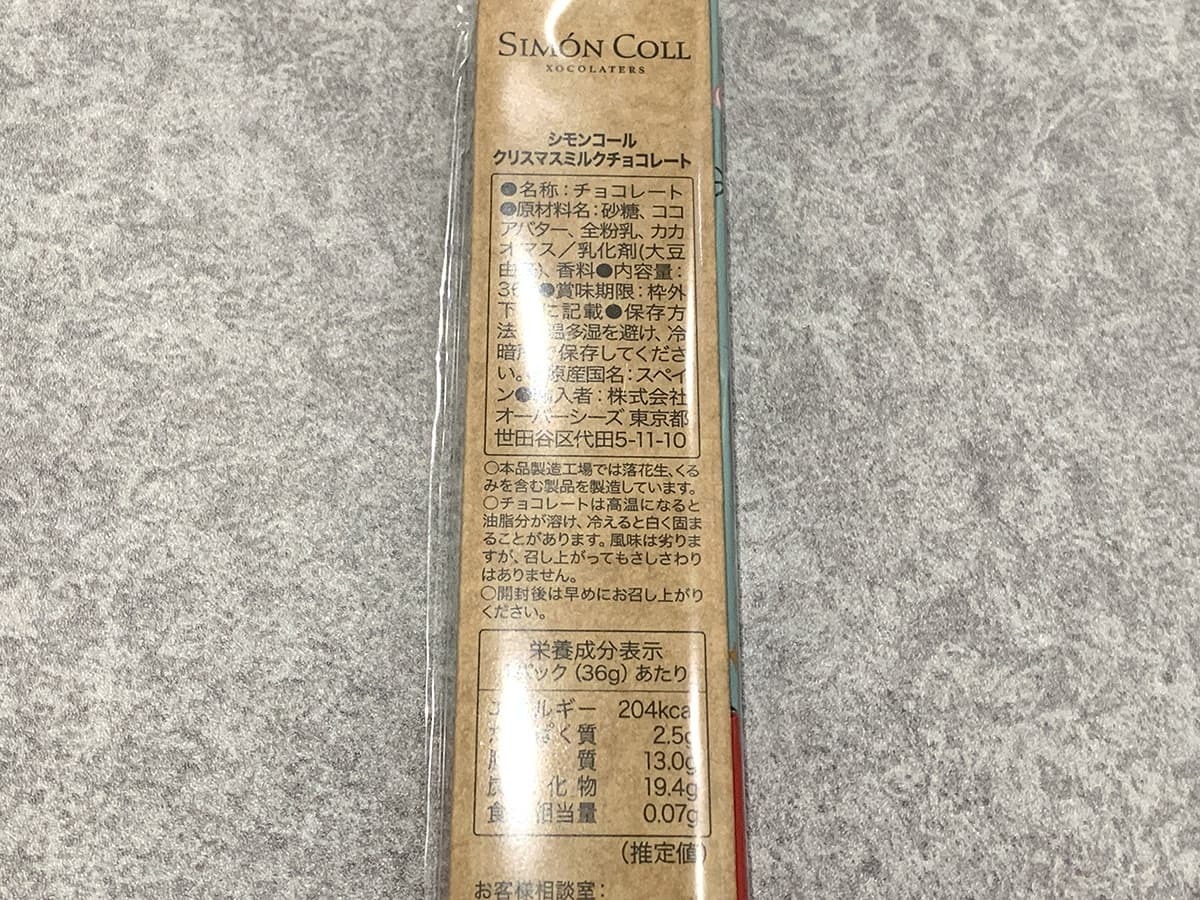 SIMÓN COLL
XOCOLATERS
シモンコール
クリスマスミルクチョコレート
●名称：チョコレート
●原材料名：砂糖、ココ
アバター、全粉乳、カカ
オマス／乳化剤(大豆
由)、香料●内容量：
36●賞味期限：枠外
下に記載●保存方
法温多湿を避け、冷
暗で保存してくださ
い。原産国名：スペイ
ン●輸入者：株式会社
オーバーシーズ 東京都
世田谷区代田5-11-10
○本品製造工場では落花生、くる
みを含む製品を製造しています。
○チョコレートは高温になると
油脂分が溶け、冷えると白く固ま
ることがあります。風味は劣りま
すが、召し上がってもさしさわり
はありません。
○開封後は早めにお召し上がり
ください。
栄養成分表示
パック（36g）あたり
エルギー 204kcal
たんぱく質 2.5g
脂質 13.0g
炭化物 19.4g
食相当量 0.07g
（推定値）
お客様相談室：